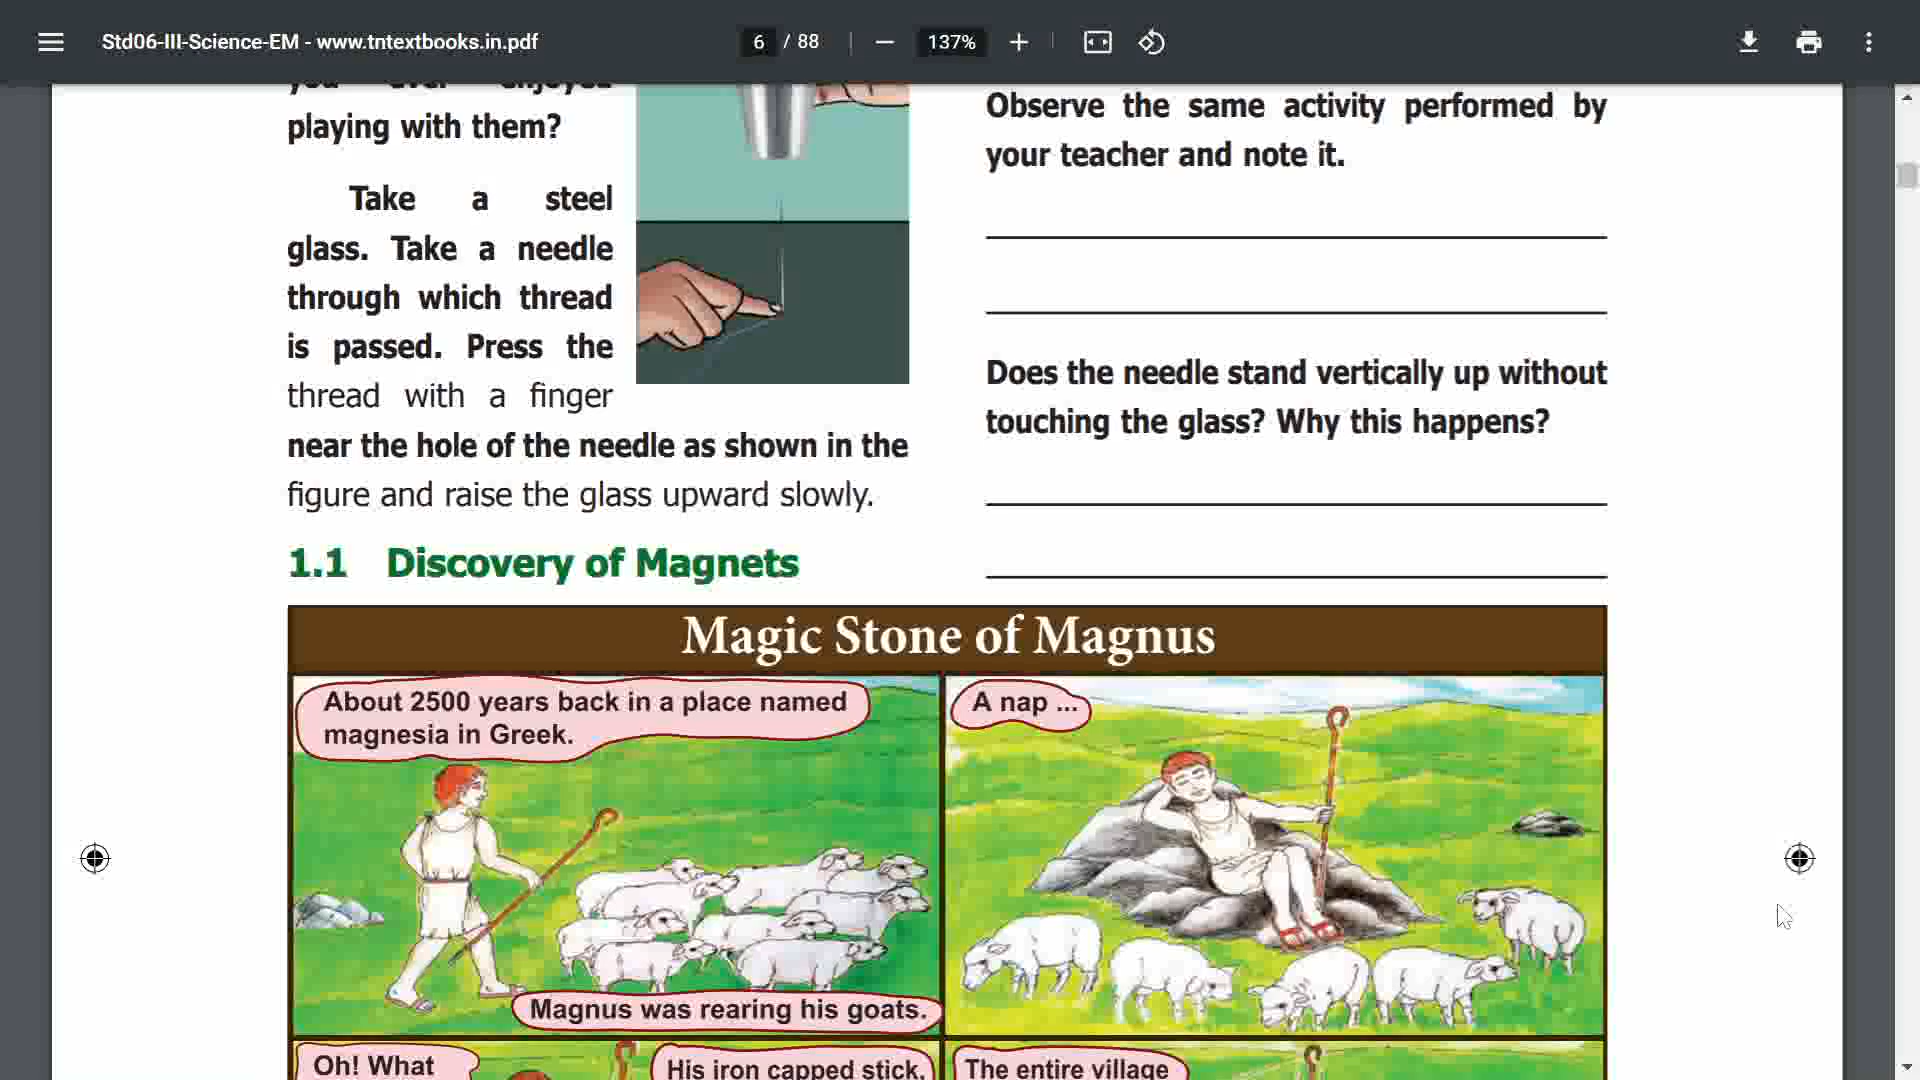 Std06-III-Science-EM - www.tntextbooks.in.pdf
6 / 88
137%
you ever enjoyed
playing with them?
Take a steel
glass. Take a needle
through which thread
is passed. Press the
thread with a finger
near the hole of the needle as shown in the
figure and raise the glass upward slowly.
Observe the same activity performed by
your teacher and note it.
Does the needle stand vertically up without
touching the glass? Why this happens?
1.1 Discovery of Magnets
Magic Stone of Magnus
About 2500 years back in a place named
magnesia in Greek.
Magnus was rearing his goats.
A nap ...
Oh! What
His iron capped stick,
The entire village